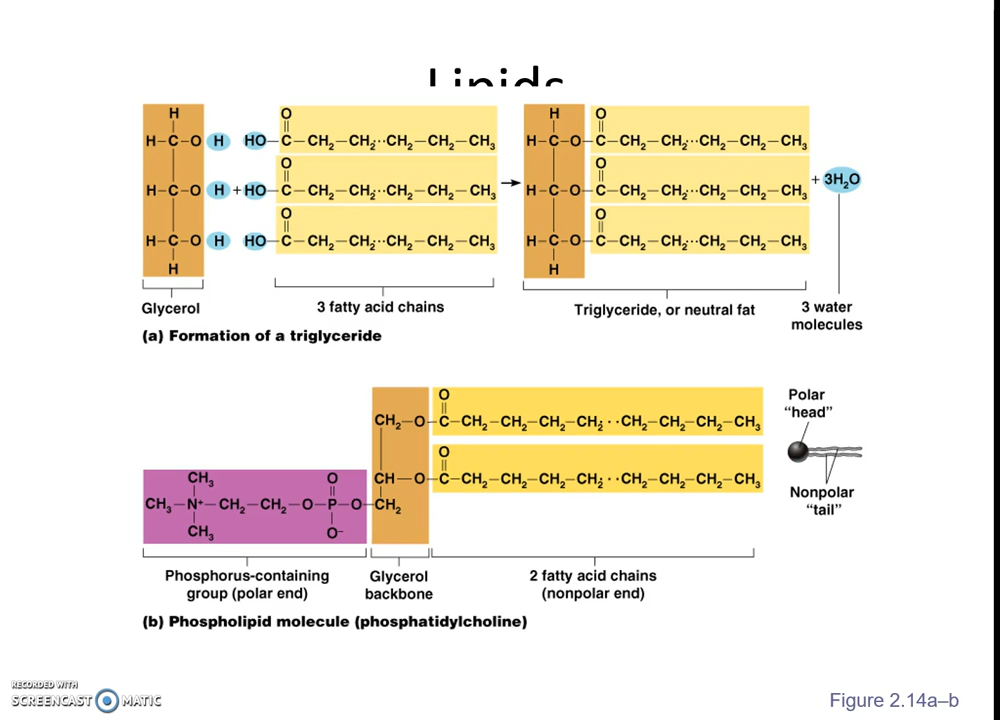 Lipids
H
O O O
H–C–O H HO–C–CH₂–CH₂··CH₂–CH₂–CH₃ H–C–O–C–CH₂–CH₂··CH₂–CH₂–CH₃
O O
H–C–O H + HO–C–CH₂–CH₂··CH₂–CH₂–CH₃ → H–C–O–C–CH₂–CH₂··CH₂–CH₂–CH₃ + 3H₂O
O O
H–C–O H HO–C–CH₂–CH₂··CH₂–CH₂–CH₃ H–C–O–C–CH₂–CH₂··CH₂–CH₂–CH₃
H H
Glycerol 3 fatty acid chains Triglyceride, or neutral fat 3 water
molecules
(a) Formation of a triglyceride
O
CH₂–O–C–CH₂–CH₂–CH₂–CH₂··CH₂–CH₂–CH₂–CH₃
O
CH–O–C–CH₂–CH₂–CH₂–CH₂··CH₂–CH₂–CH₂–CH₃
CH₃ O
CH₃–N⁺–CH₂–CH₂–O–P–O–CH₂
CH₃ O⁻
Polar
“head”
Nonpolar
“tail”
Phosphorus-containing
group (polar end)
Glycerol
backbone
2 fatty acid chains
(nonpolar end)
(b) Phospholipid molecule (phosphatidylcholine)
RECORDED WITH
SCREENCAST MATIC
Figure 2.14a–b